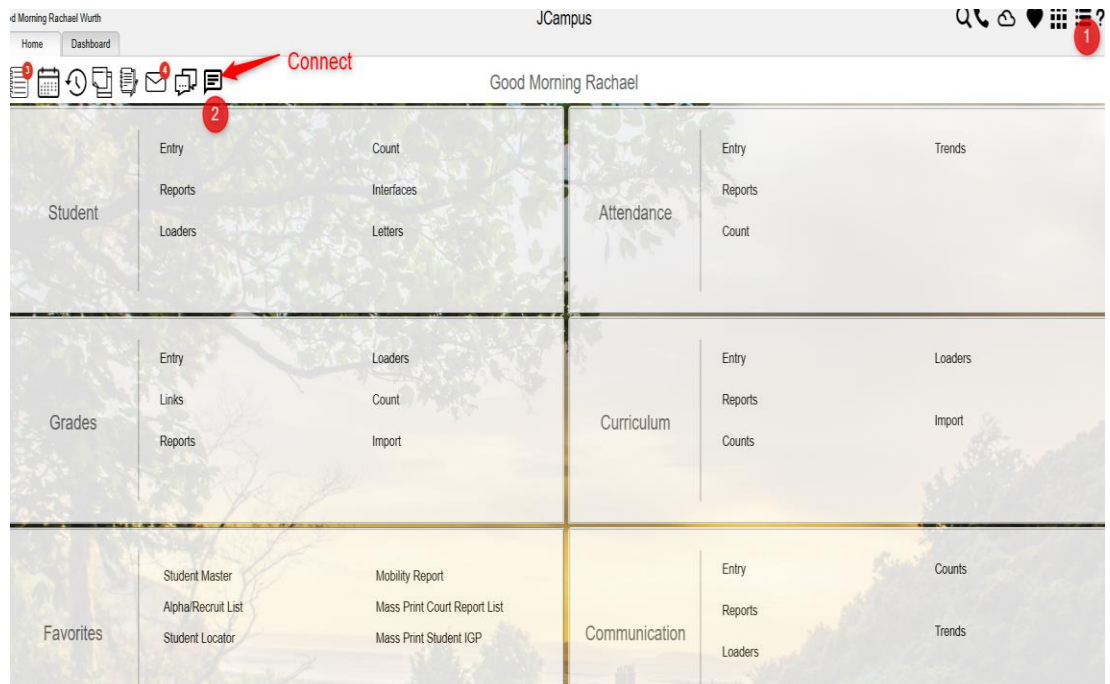 od Morning Rachael Wurth
JCampus
?
1
Home
Dashboard
3
4
Connect
Good Morning Rachael
2
Student
Entry
Count
Reports
Interfaces
Loaders
Letters
Attendance
Entry
Trends
Reports
Count
Grades
Entry
Loaders
Links
Count
Reports
Import
Curriculum
Entry
Loaders
Reports
Import
Counts
Favorites
Student Master
Mobility Report
Alpha/Recruit List
Mass Print Court Report List
Student Locator
Mass Print Student IGP
Communication
Entry
Counts
Reports
Trends
Loaders